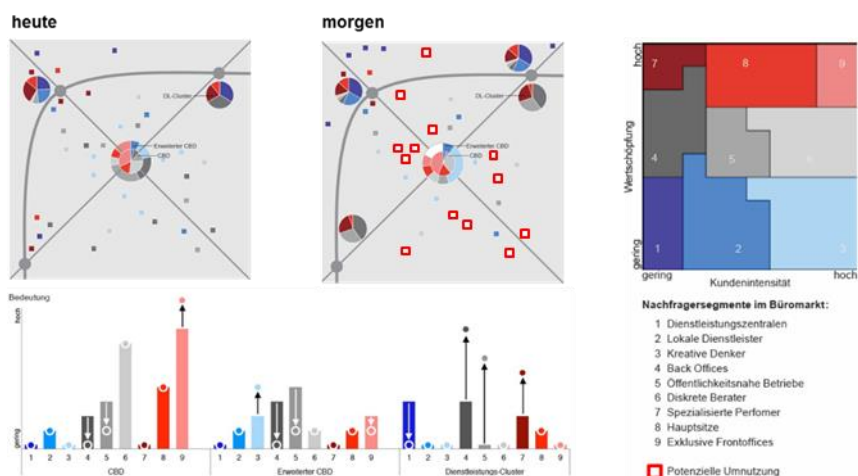 heute
morgen
DL-Cluster
Erweiterter CBD
CBD
DL-Cluster
Erweiterter CBD
CBD
Wertschöpfung
hoch
gering
7
8
9
4
5
6
1
2
3
gering
hoch
Kundenintensität
Bedeutung
hoch
gering
1 2 3 4 5 6 7 8 9
1 2 3 4 5 6 7 8 9
1 2 3 4 5 6 7 8 9
CBD
Erweiterter CBD
Dienstleistungs-Cluster
Nachfragersegmente im Büromarkt:
1 Dienstleistungszentralen
2 Lokale Dienstleister
3 Kreative Denker
4 Back Offices
5 Öffentlichkeitsnahe Betriebe
6 Diskrete Berater
7 Spezialisierte Perfomer
8 Hauptsitze
9 Exklusive Frontoffices
Potenzielle Umnutzung